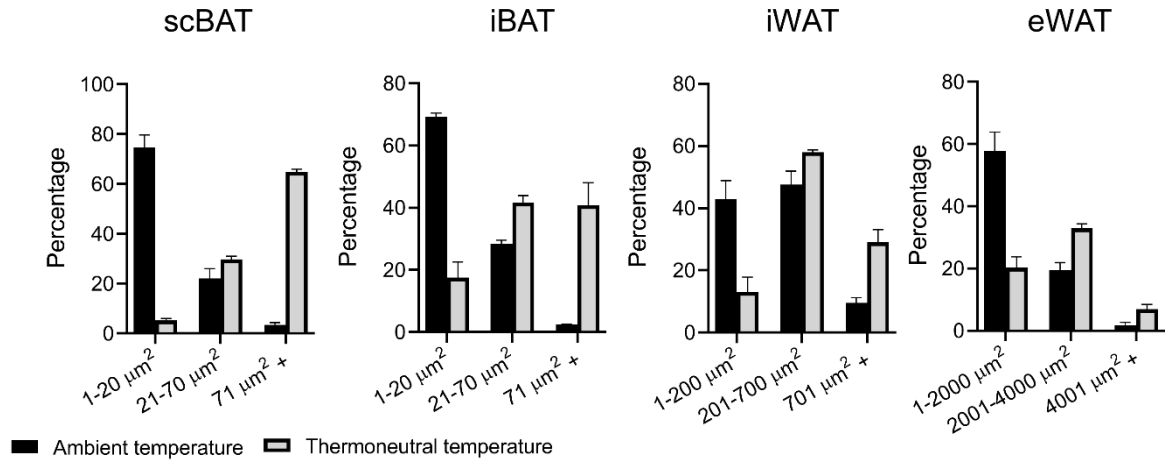 scBAT
iBAT
iWAT
eWAT
Percentage
100
80
60
40
20
0
1-20 μm²
21-70 μm²
71 μm² +
Percentage
80
60
40
20
0
1-20 μm²
21-70 μm²
71 μm² +
Percentage
80
60
40
20
0
1-200 μm²
201-700 μm²
701 μm² +
Percentage
80
60
40
20
0
1-2000 μm²
2001-4000 μm²
4001 μm² +
Ambient temperature
Thermoneutral temperature